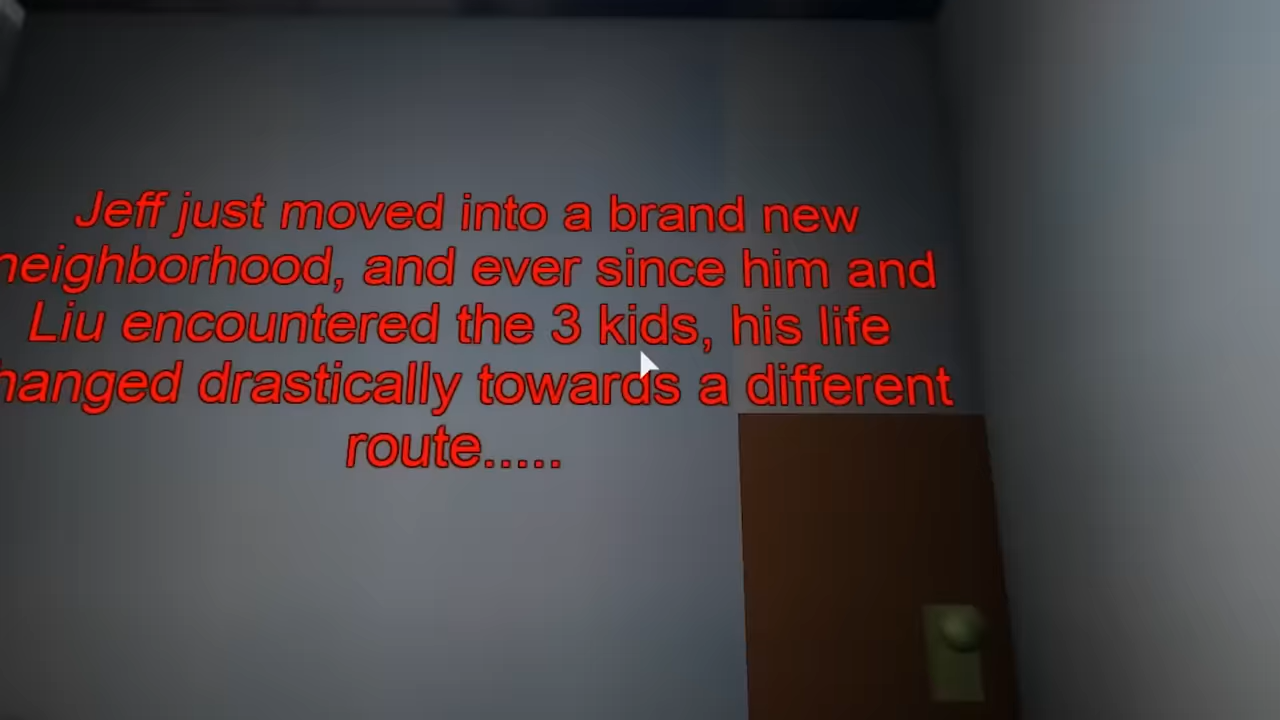 Jeff just moved into a brand new
neighborhood, and ever since him and
Liu encountered the 3 kids, his life
hanged drastically towards a different
route.....